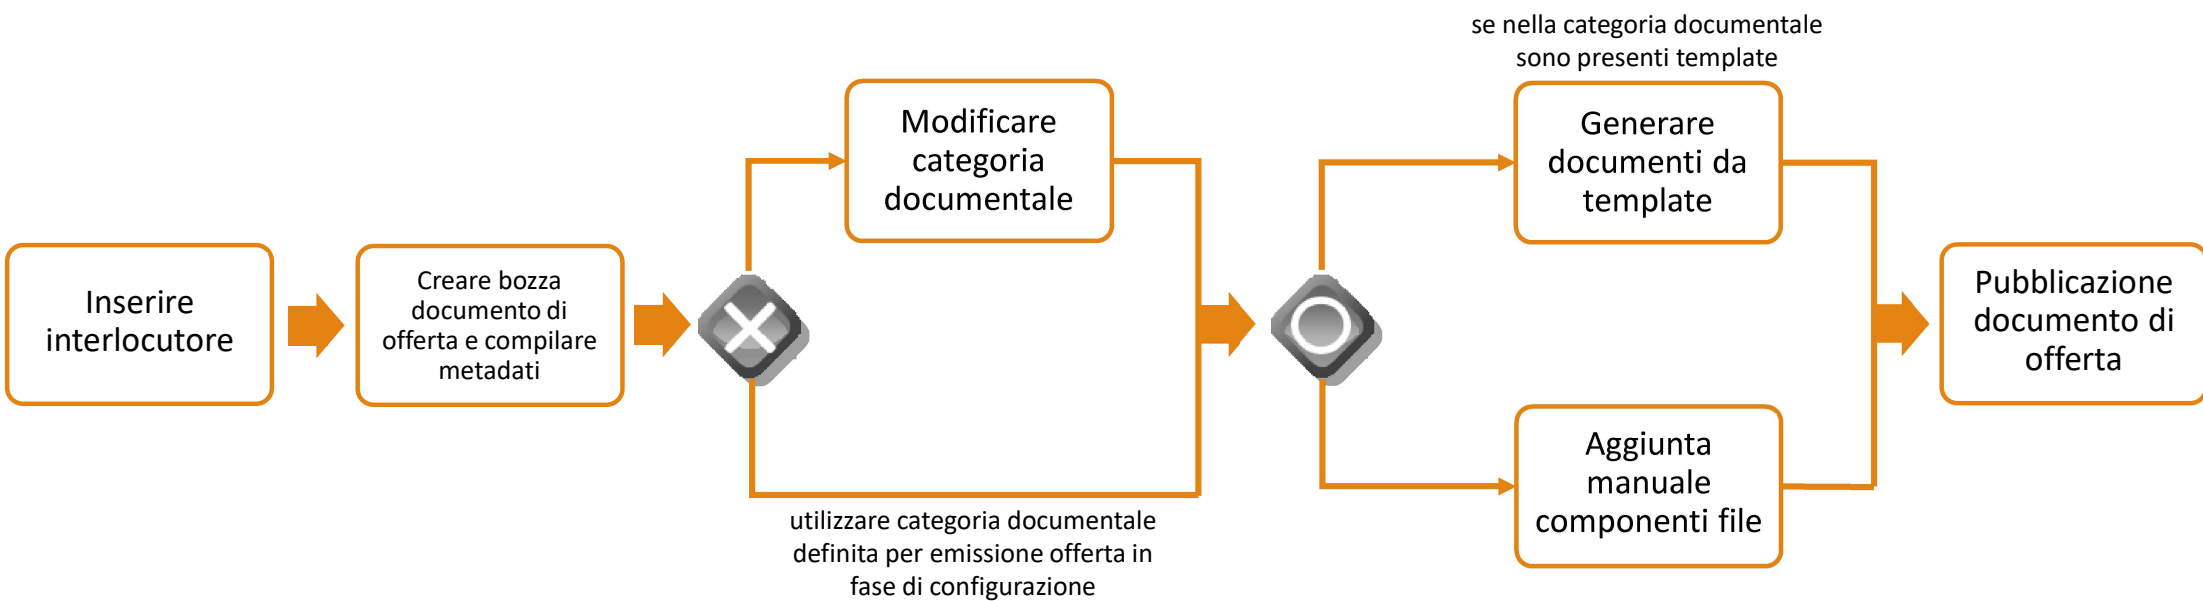 Inserire
interlocutore
Creare bozza
documento di
offerta e compilare
metadati
Modificare
categoria
documentale
utilizzare categoria documentale
definita per emissione offerta in
fase di configurazione
se nella categoria documentale
sono presenti template
Generare
documenti da
template
Aggiunta
manuale
componenti file
Pubblicazione
documento di
offerta